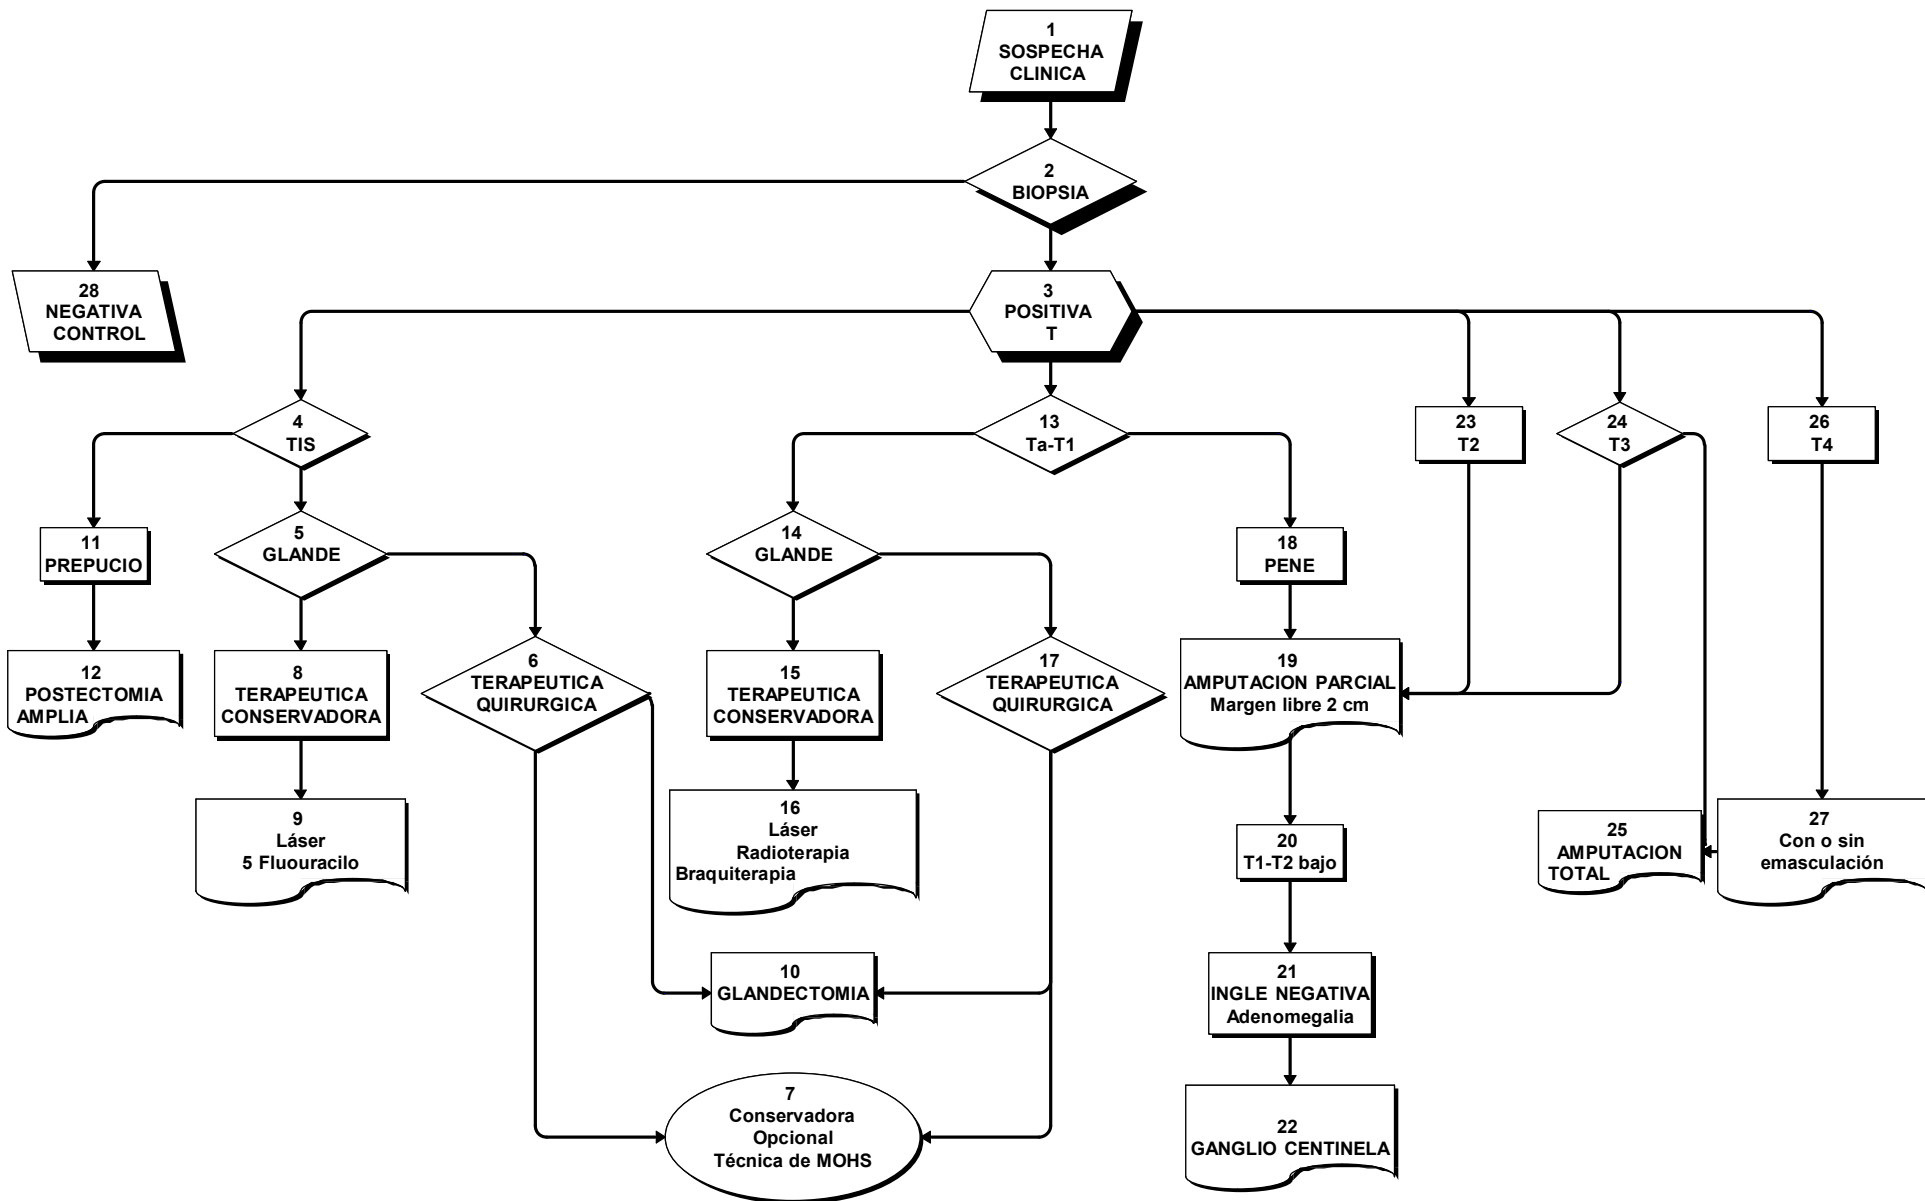 1
SOSPECHA
CLINICA
2
BIOPSIA
28
NEGATIVA
CONTROL
3
POSITIVA
T
4
TIS
13
Ta-T1
23
T2
24
T3
26
T4
11
PREPUCIO
5
GLANDE
14
GLANDE
18
PENE
12
POSTECTOMIA
AMPLIA
8
TERAPEUTICA
CONSERVADORA
6
TERAPEUTICA
QUIRURGICA
15
TERAPEUTICA
CONSERVADORA
17
TERAPEUTICA
QUIRURGICA
19
AMPUTACION PARCIAL
Margen libre 2 cm
9
Láser
5 Fluouracilo
16
Láser
Radioterapia
Braquiterapia
20
T1-T2 bajo
25
AMPUTACION
TOTAL
27
Con o sin
emasculación
10
GLANDECTOMIA
21
INGLE NEGATIVA
Adenomegalia
7
Conservadora
Opcional
Técnica de MOHS
22
GANGLIO CENTINELA